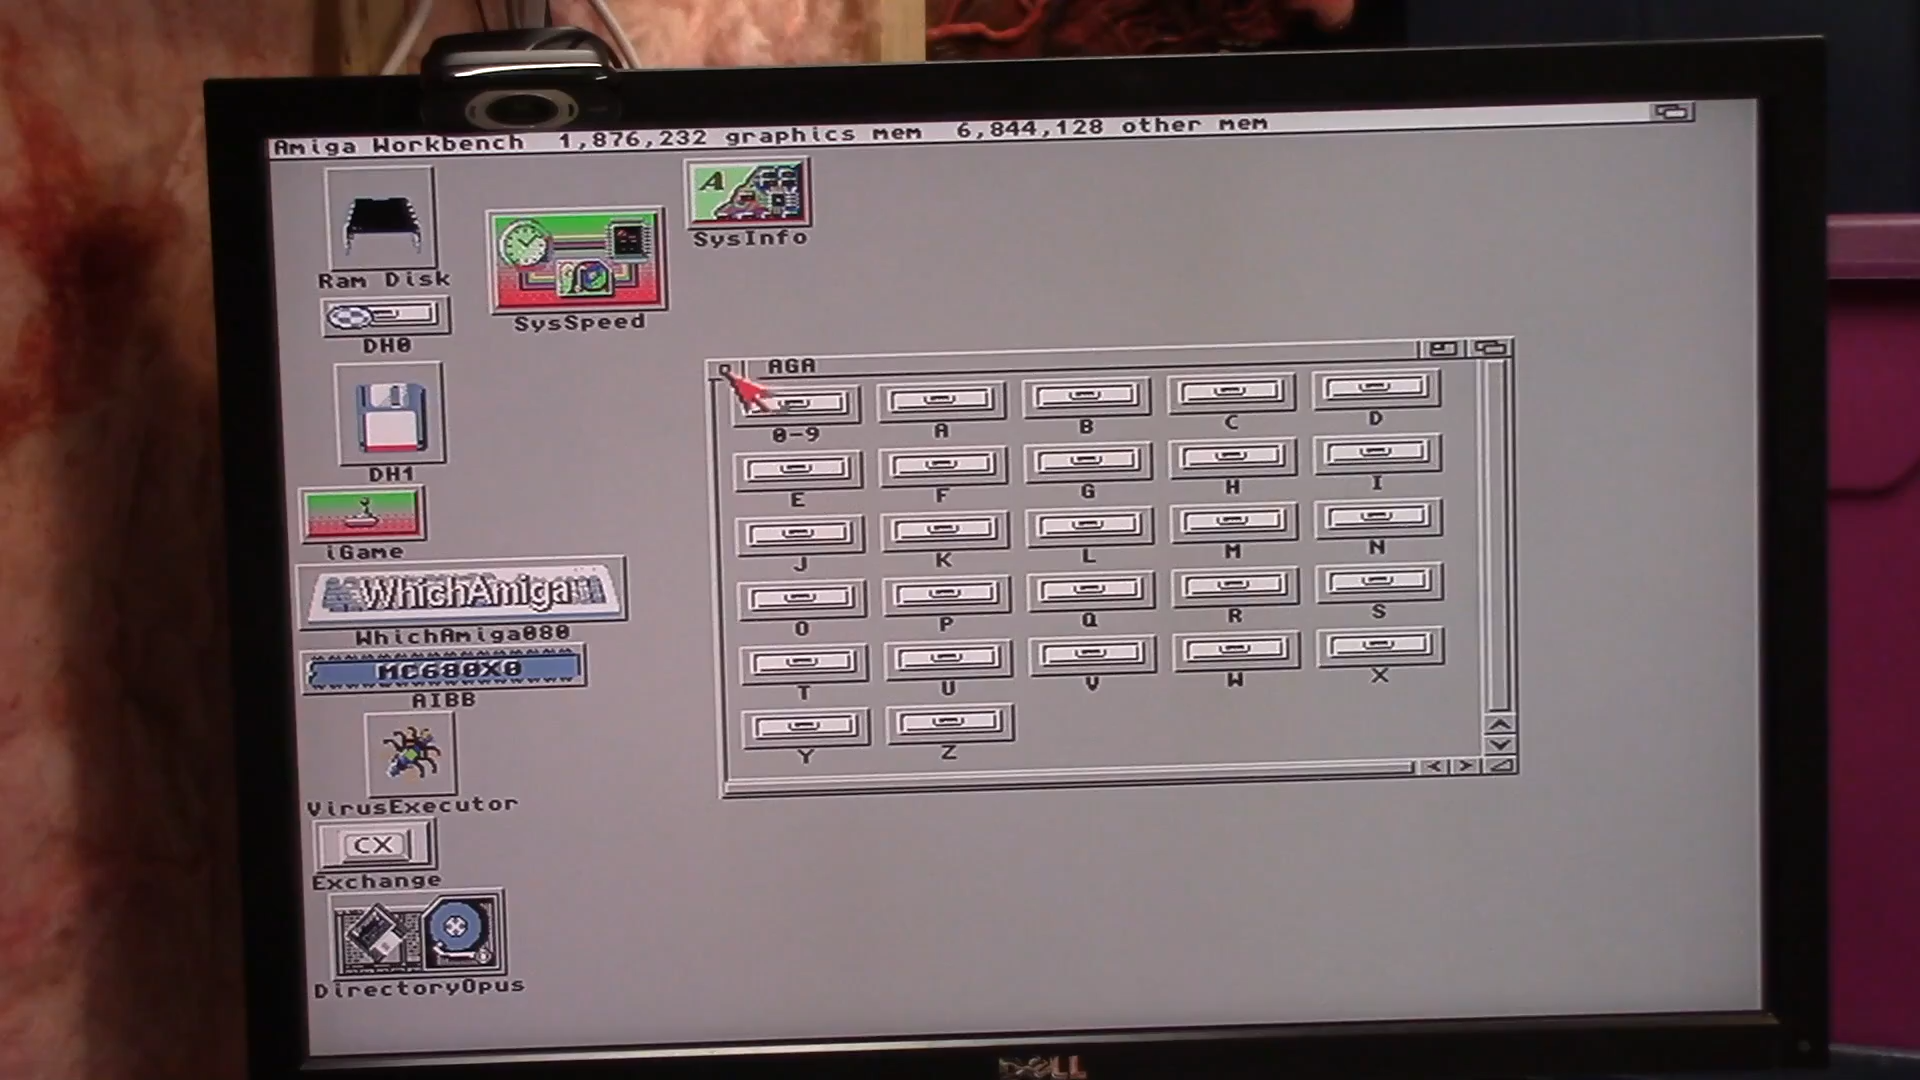 Amiga Workbench 1,876,232 graphics mem 6,844,128 other mem
SysInfo
SysSpeed
Ram Disk
DH0
DH1
iGame
WhichAmiga
WhichAmiga080
MC680X0
AIBB
VirusExecutor
CX
Exchange
DirectoryOpus
A
AGA
0-9 A B C D
E F G H I
J K L M N
O P Q R S
T U V W X
Y Z
DELL